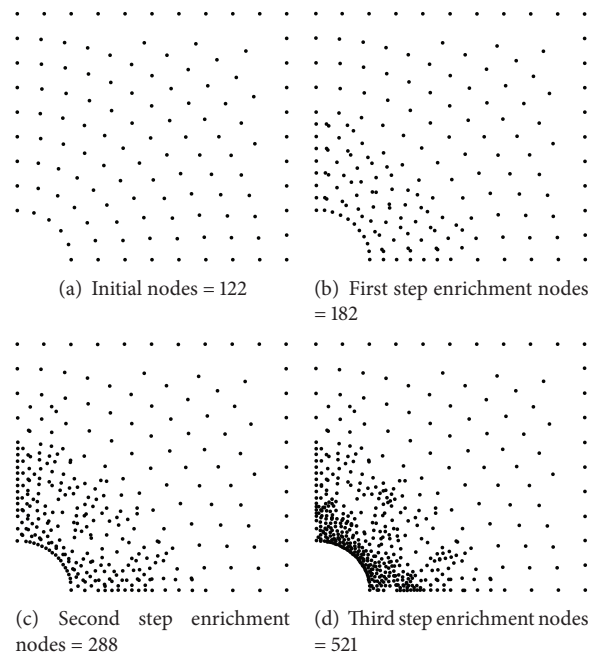 (a) Initial nodes = 122
(b) First step enrichment nodes
= 182
(c) Second step enrichment
nodes = 288
(d) Third step enrichment nodes
= 521